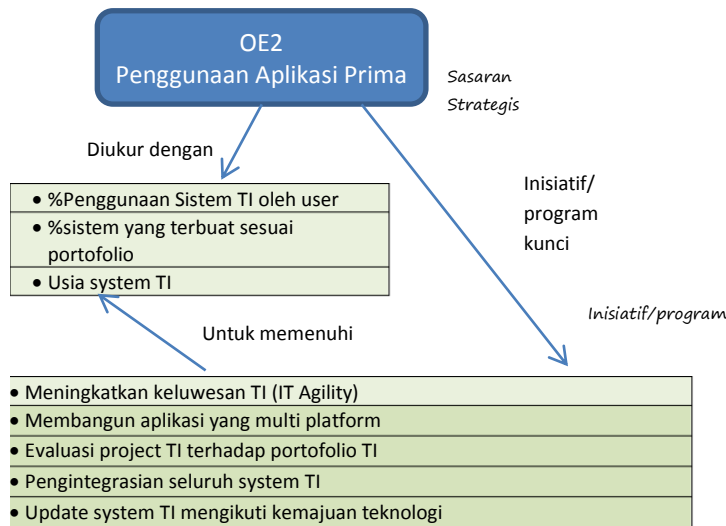 OE2
Penggunaan Aplikasi Prima
Sasaran
Strategis
Diukur dengan
Inisiatif/
program
kunci
• %Penggunaan Sistem TI oleh user
• %sistem yang terbuat sesuai
portofolio
• Usia system TI
Inisiatif/program
Untuk memenuhi
• Meningkatkan keluwesan TI (IT Agility)
• Membangun aplikasi yang multi platform
• Evaluasi project TI terhadap portofolio TI
• Pengintegrasian seluruh system TI
• Update system TI mengikuti kemajuan teknologi